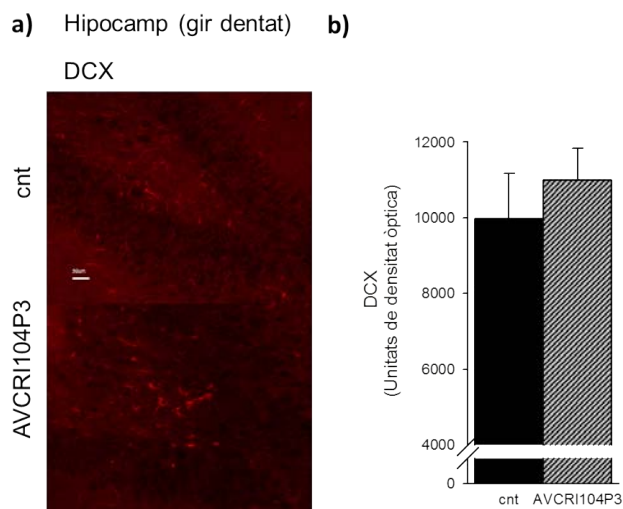 a) Hipocamp (gir dentat)
DCX
cnt
AVCRI104P3
50µm
b)
DCX
(Unitats de densitat òptica)
12000
10000
8000
6000
4000
0
cnt AVCRI104P3